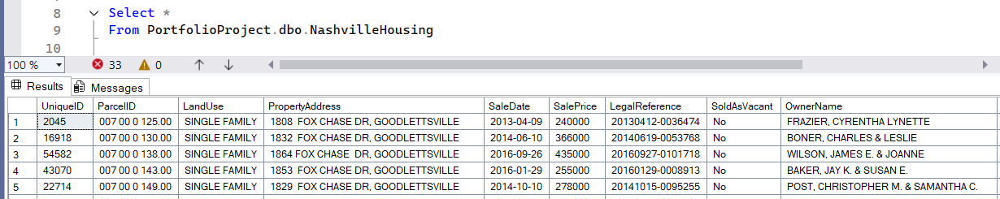 8 Select *
9 From PortfolioProject.dbo.NashvilleHousing
10
100 % 33 0
Results Messages
UniqueID ParcelID LandUse PropertyAddress SaleDate SalePrice LegalReference SoldAsVacant OwnerName
1 2045 007 00 0 125.00 SINGLE FAMILY 1808  FOX CHASE DR, GOODLETTSVILLE 2013-04-09 240000 20130412-0036474 No FRAZIER, CYRENTHA LYNETTE
2 16918 007 00 0 130.00 SINGLE FAMILY 1832  FOX CHASE DR, GOODLETTSVILLE 2014-06-10 366000 20140619-0053768 No BONER, CHARLES & LESLIE
3 54582 007 00 0 138.00 SINGLE FAMILY 1864 FOX CHASE  DR, GOODLETTSVILLE 2016-09-26 435000 20160927-0101718 No WILSON, JAMES E. & JOANNE
4 43070 007 00 0 143.00 SINGLE FAMILY 1853  FOX CHASE DR, GOODLETTSVILLE 2016-01-29 255000 20160129-0008913 No BAKER, JAY K. & SUSAN E.
5 22714 007 00 0 149.00 SINGLE FAMILY 1829  FOX CHASE DR, GOODLETTSVILLE 2014-10-10 278000 20141015-0095255 No POST, CHRISTOPHER M. & SAMANTHA C.